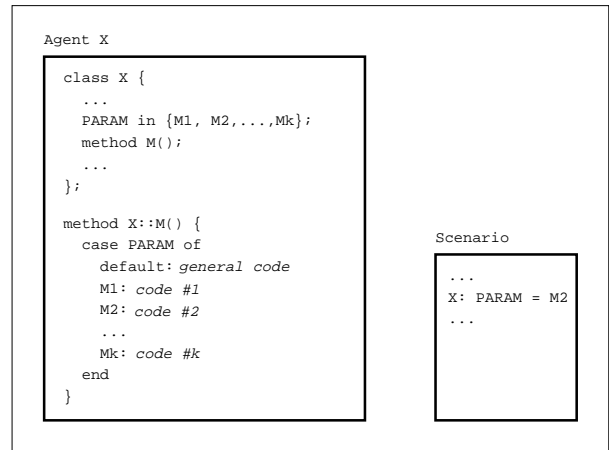 Agent X
class X {
...
PARAM in {M1, M2,...,Mk};
method M();
...
};
method X::M() {
case PARAM of
default: general code
M1: code #1
M2: code #2
...
Mk: code #k
end
}
Scenario
...
X: PARAM = M2
...